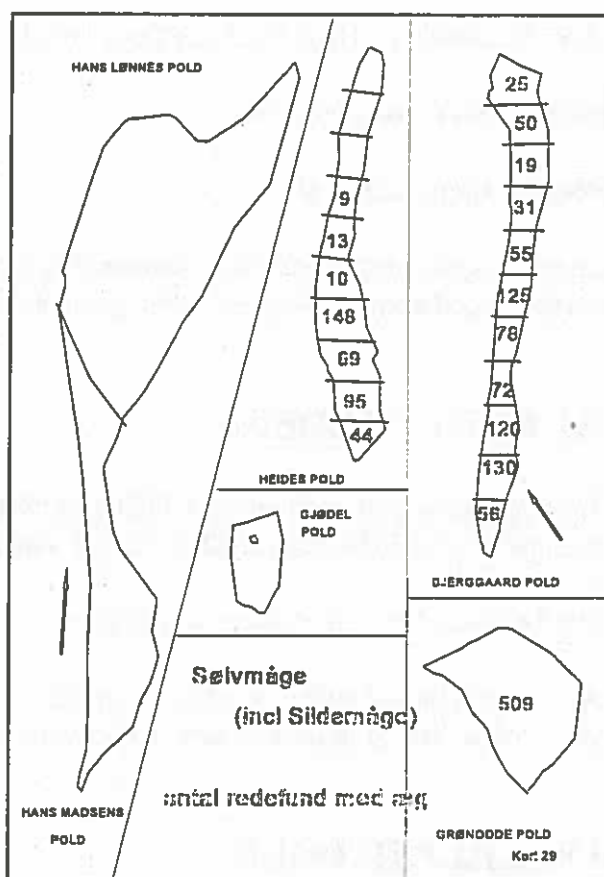 HANS LØNNES POLD
9
13
10
148
69
95
44
HEIDES POLD
25
50
19
31
55
125
78
72
120
130
58
BJERGGAARD POLD
GJØDEL
POLD
509
GRØNODDE POLD
Kort 29
Sølvmåge
(incl Sildemåge)
antal redefund med æg
HANS MADSENS
POLD